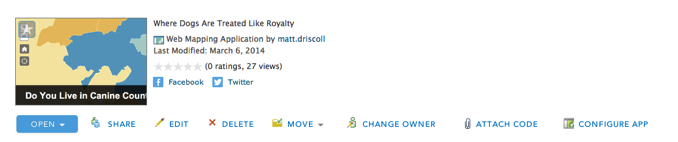 Where Dogs Are Treated Like Royalty
Web Mapping Application by matt.driscoll
Last Modified: March 6, 2014
(0 ratings, 27 views)
Facebook Twitter
Do You Live in Canine Coun
OPEN SHARE EDIT DELETE MOVE CHANGE OWNER ATTACH CODE CONFIGURE APP